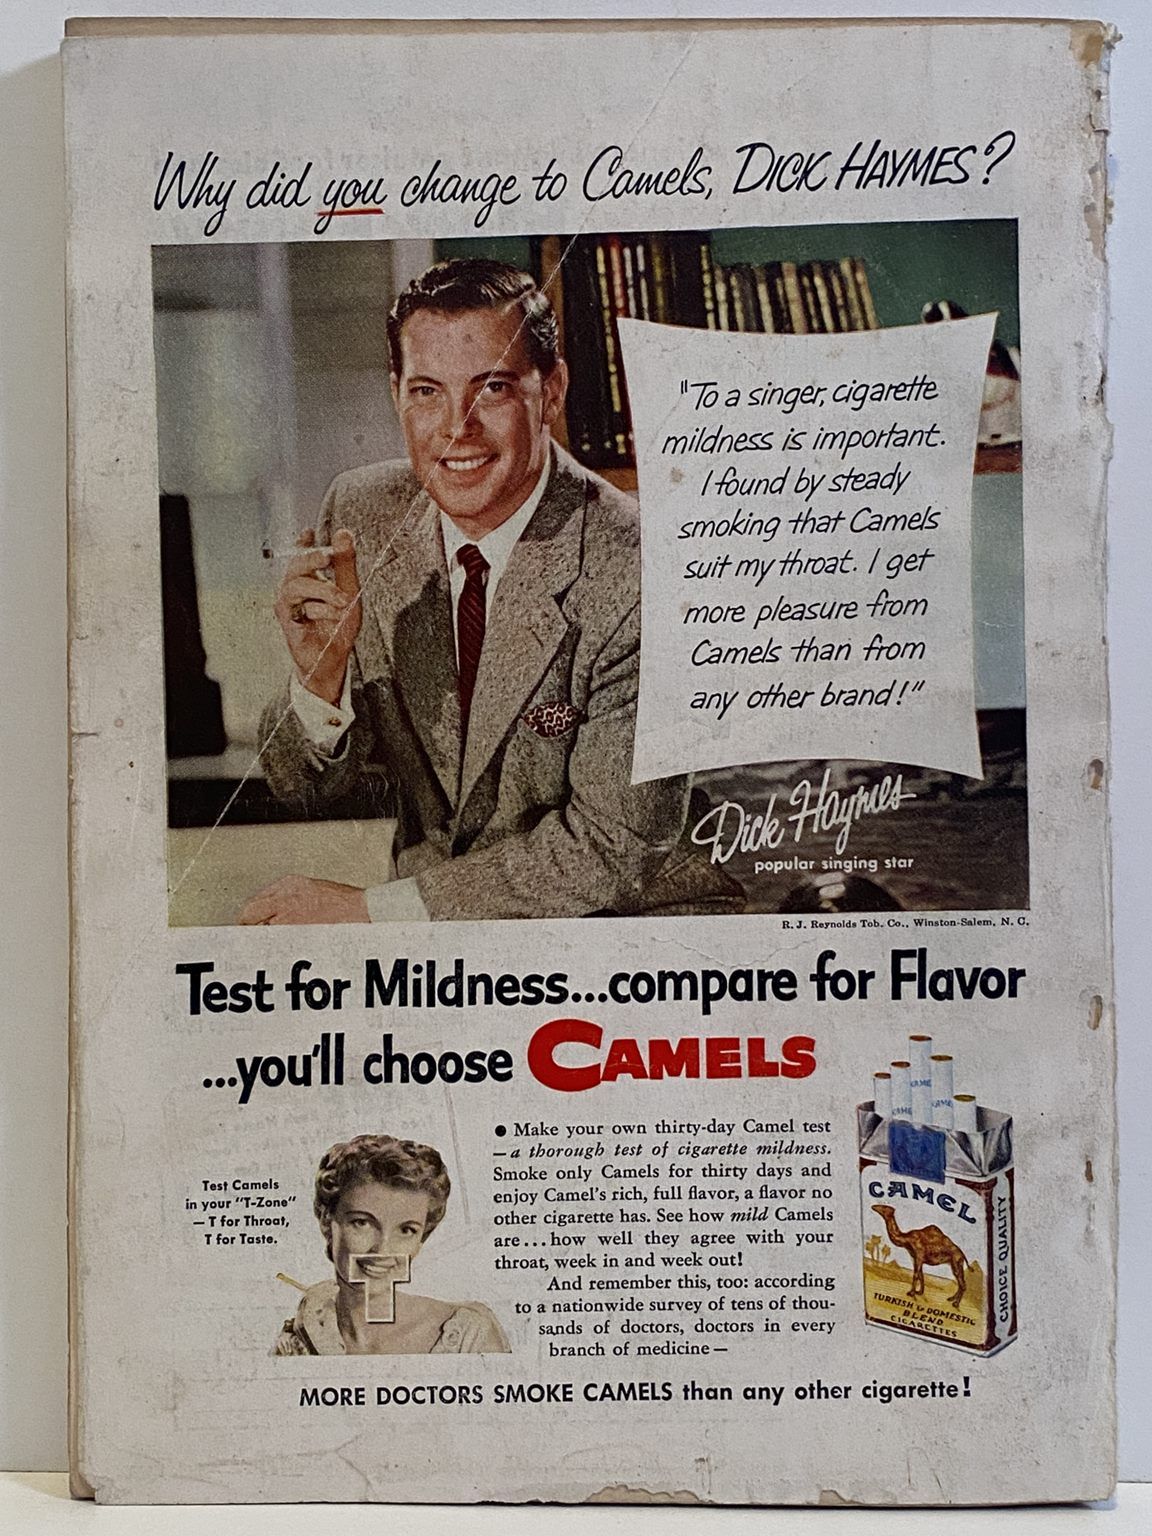 Why did you change to Camels, DICK HAYMES?
"To a singer, cigarette
mildness is important.
I found by steady
smoking that Camels
suit my throat. I get
more pleasure from
Camels than from
any other brand!"
Dick Haymes
popular singing star
R. J. Reynolds Tob. Co., Winston-Salem, N. C.
Test for Mildness...compare for Flavor
...you'll choose CAMELS
Test Camels
in your "T-Zone"
— T for Throat,
T for Taste.
T
● Make your own thirty-day Camel test
—a thorough test of cigarette mildness.
Smoke only Camels for thirty days and
enjoy Camel's rich, full flavor, a flavor no
other cigarette has. See how mild Camels
are...how well they agree with your
throat, week in and week out!
And remember this, too: according
to a nationwide survey of tens of thou-
sands of doctors, doctors in every
branch of medicine—
CAMEL
TURKISH & DOMESTIC
BLEND
CIGARETTES
CHOICE QUALITY
MORE DOCTORS SMOKE CAMELS than any other cigarette!